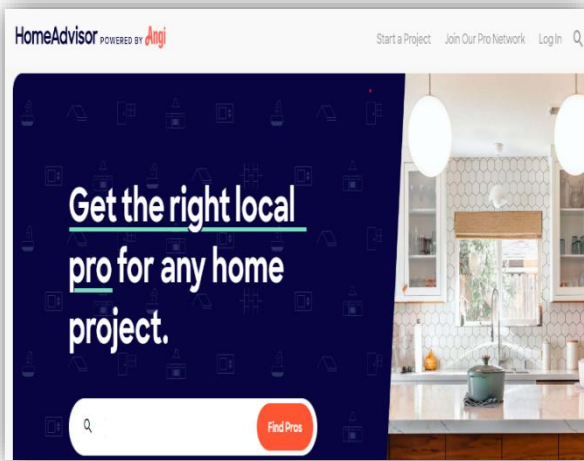 HomeAdvisor POWERED BY Angi
Start a Project Join Our Pro Network Log In
Get the right local
pro for any home
project.
Find Pros